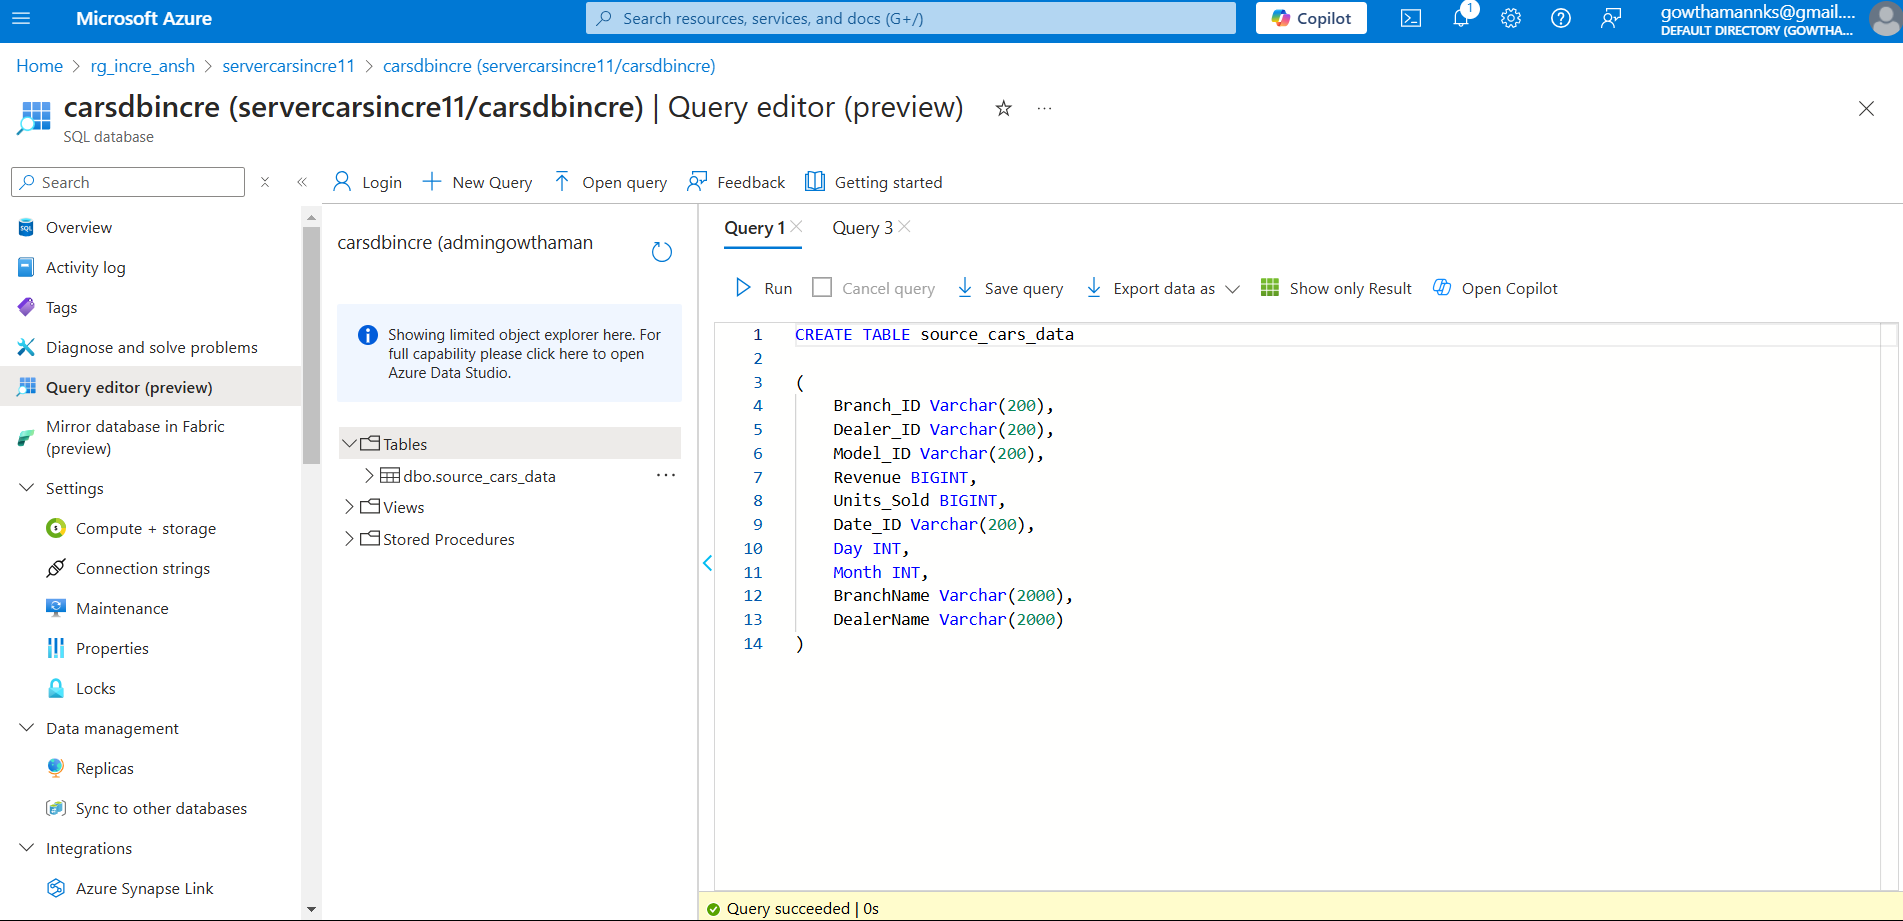 Microsoft Azure
Search resources, services, and docs (G+/)
Copilot
1
gowthamannks@gmail....
DEFAULT DIRECTORY (GOWTHA...
Home > rg_incre_ansh > servercarsincre11 > carsdbincre (servercarsincre11/carsdbincre)
carsdbincre (servercarsincre11/carsdbincre) | Query editor (preview)
SQL database
Search
Login
New Query
Open query
Feedback
Getting started
Overview
Activity log
Tags
Diagnose and solve problems
Query editor (preview)
Mirror database in Fabric
(preview)
Settings
Compute + storage
Connection strings
Maintenance
Properties
Locks
Data management
Replicas
Sync to other databases
Integrations
Azure Synapse Link
carsdbincre (admingowthaman
Showing limited object explorer here. For
full capability please click here to open
Azure Data Studio.
Tables
dbo.source_cars_data
Views
Stored Procedures
Query 1
Query 3
Run
Cancel query
Save query
Export data as
Show only Result
Open Copilot
1 CREATE TABLE source_cars_data
2
3 (
4 Branch_ID Varchar(200),
5 Dealer_ID Varchar(200),
6 Model_ID Varchar(200),
7 Revenue BIGINT,
8 Units_Sold BIGINT,
9 Date_ID Varchar(200),
10 Day INT,
11 Month INT,
12 BranchName Varchar(2000),
13 DealerName Varchar(2000)
14 )
Query succeeded | 0s